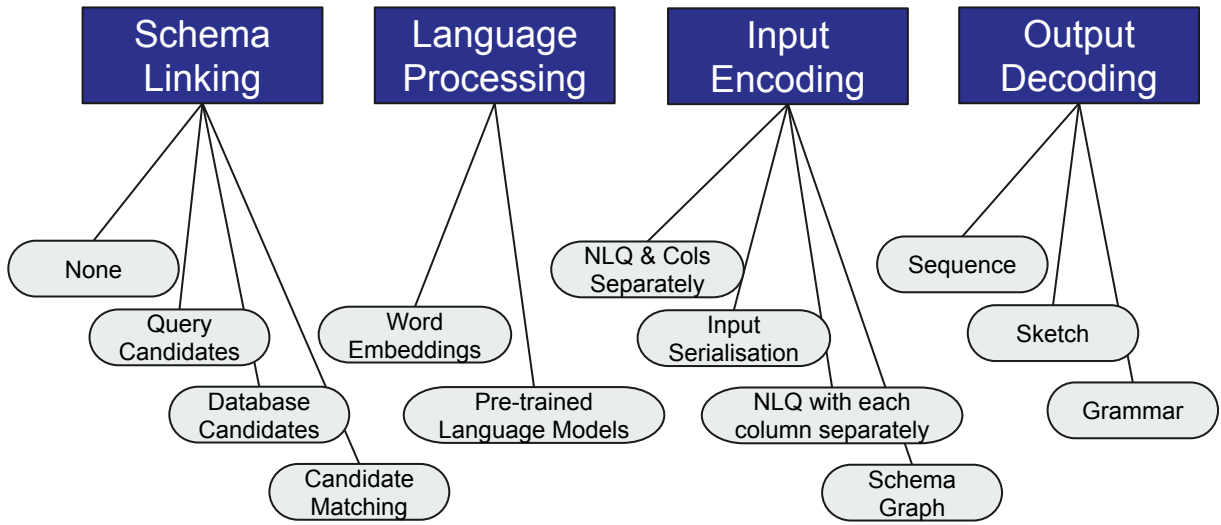 Schema
Linking
Language
Processing
Input
Encoding
Output
Decoding
None
Query
Candidates
Database
Candidates
Candidate
Matching
Word
Embeddings
Pre-trained
Language Models
NLQ & Cols
Separately
Input
Serialisation
NLQ with each
column separately
Schema
Graph
Sequence
Sketch
Grammar